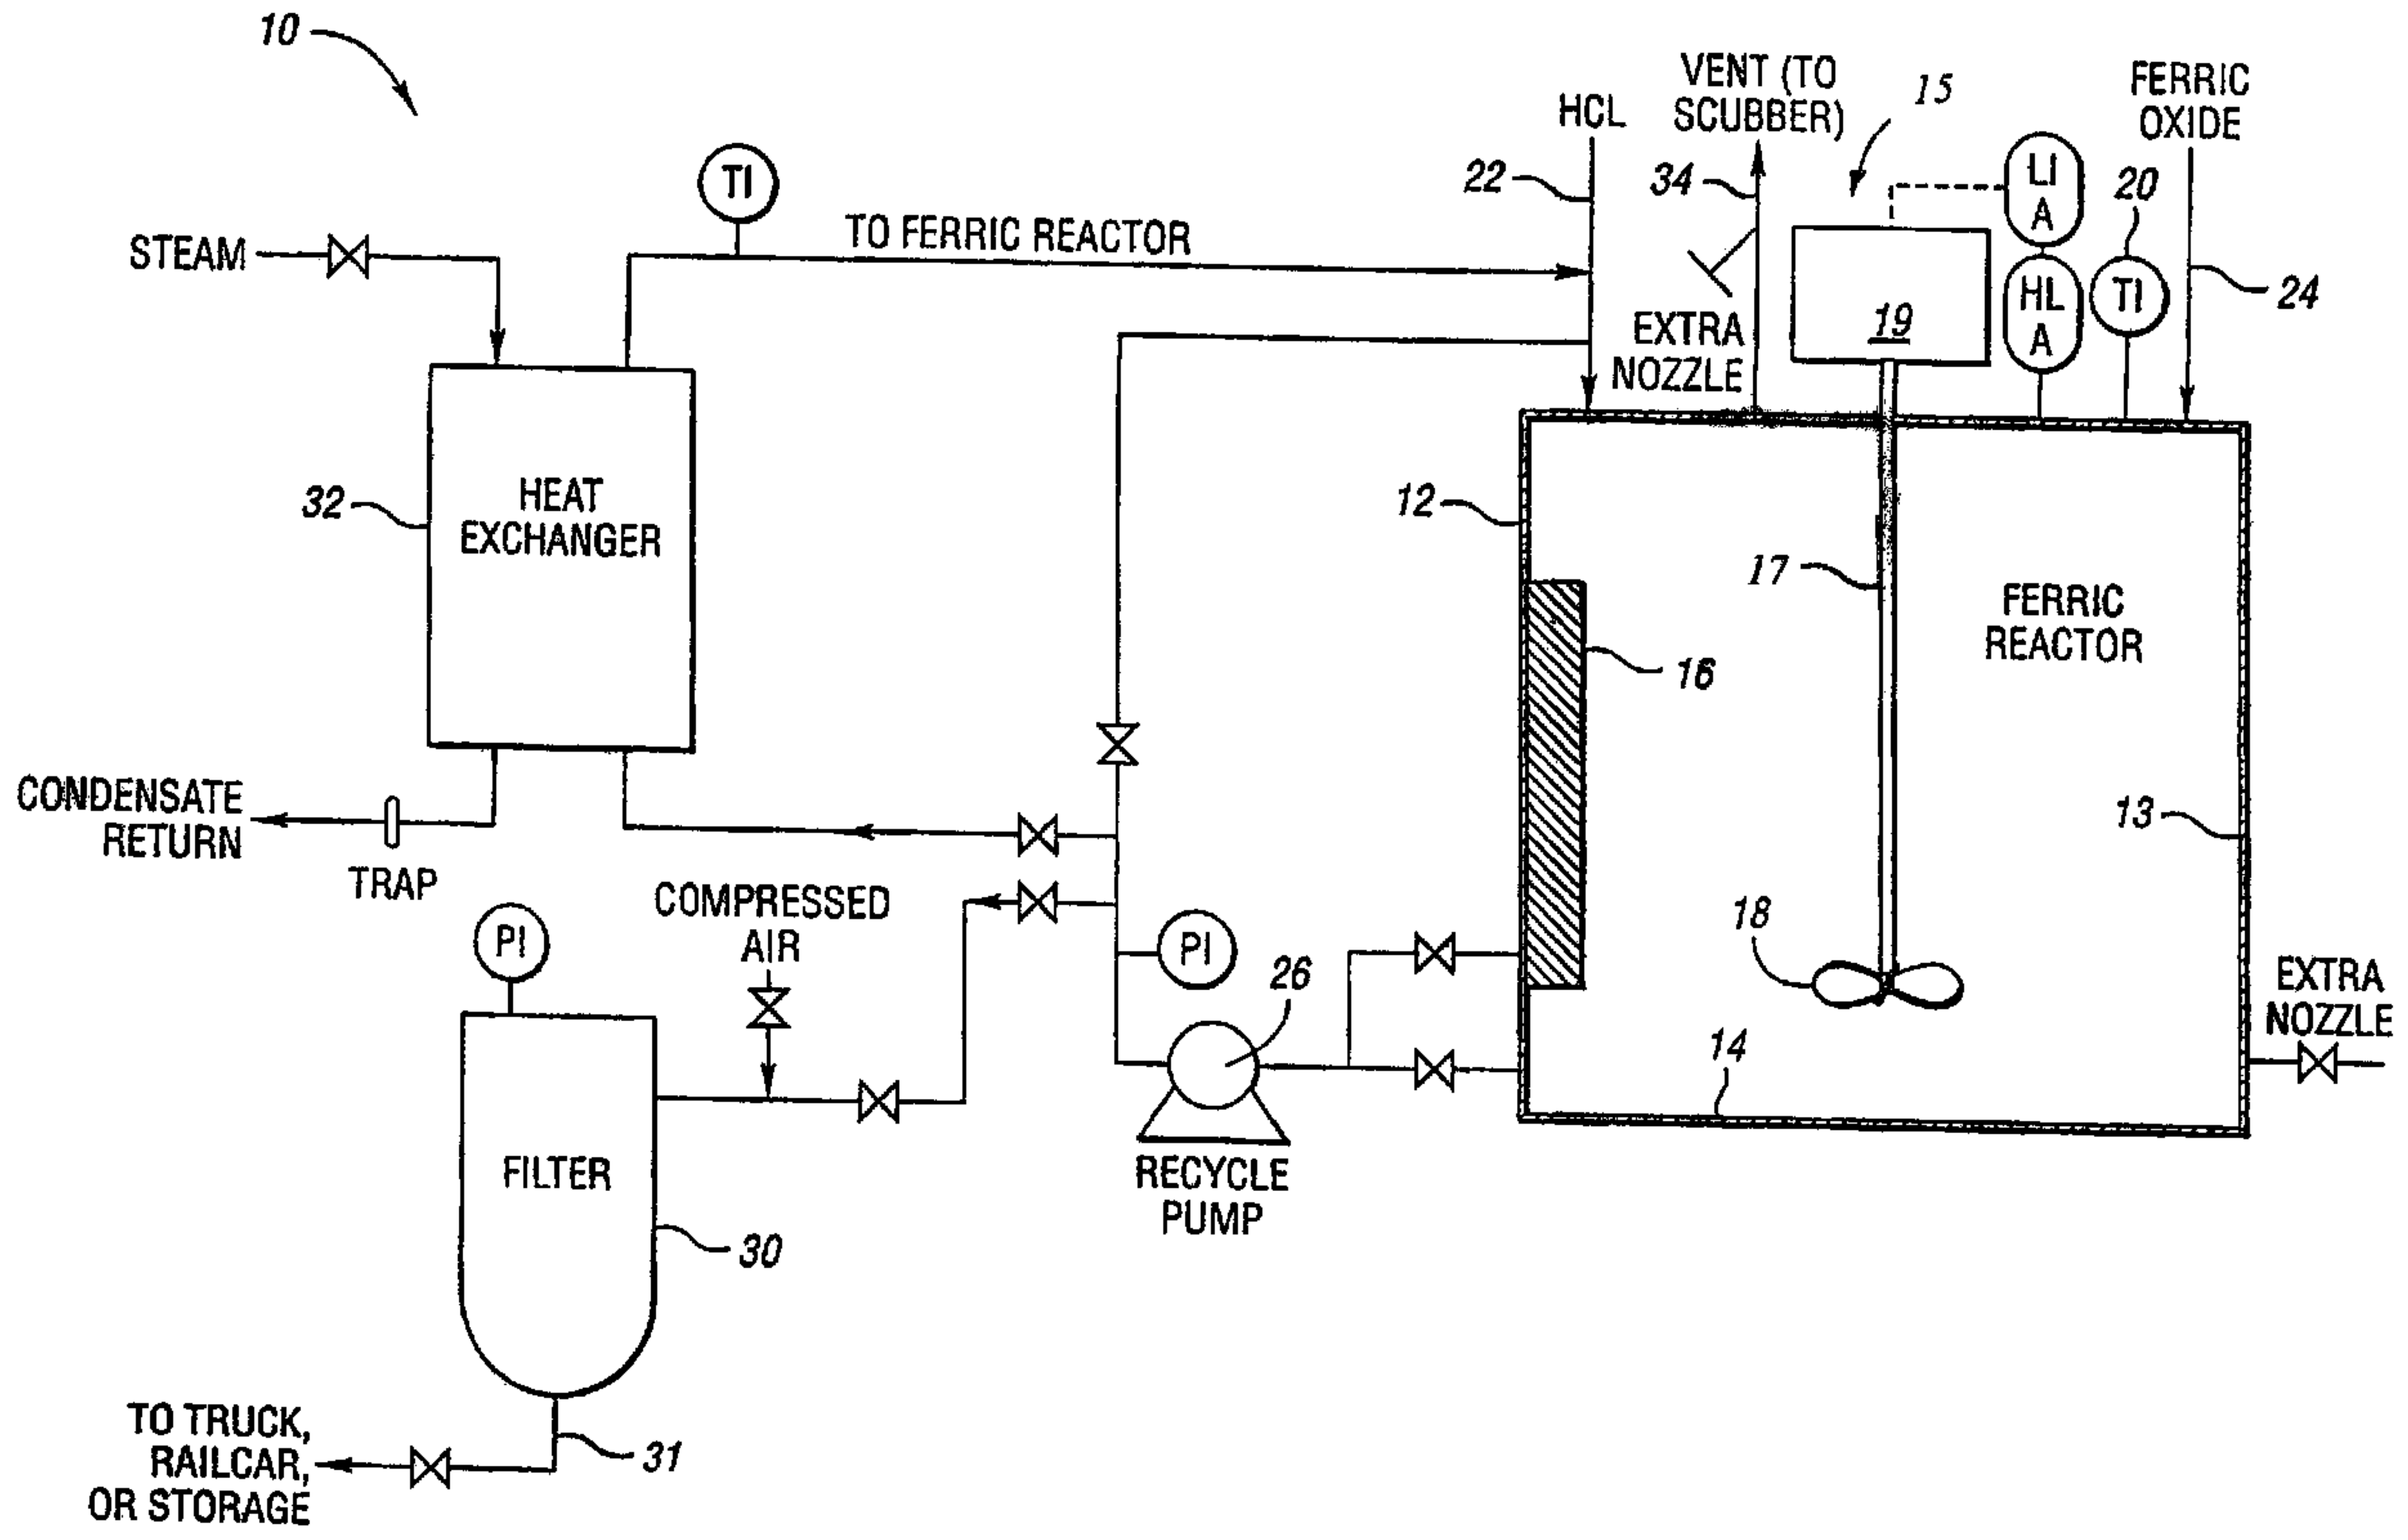 10
VENT (TO
SCUBBER)
15
FERRIC
OXIDE
HCL
22
34
LI
A
20
TI
STEAM
TO FERRIC REACTOR
HL
A
TI
24
19
EXTRA
NOZZLE
32
HEAT
EXCHANGER
12
17
FERRIC
REACTOR
16
13
CONDENSATE
RETURN
TRAP
COMPRESSED
AIR
PI
PI
18
26
EXTRA
NOZZLE
14
FILTER
RECYCLE
PUMP
30
TO TRUCK,
RAILCAR,
OR STORAGE
31